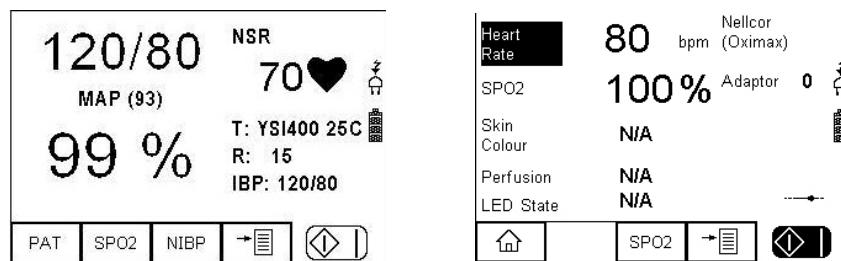 120/80
NSR
70
MAP (93)
99 %
T: YSI400 25C
R: 15
IBP: 120/80
PAT SPO2 NIBP
Heart Rate 80 bpm Nellcor (Oximax)
SPO2 100% Adaptor 0
Skin Colour N/A
Perfusion N/A
LED State N/A
SPO2